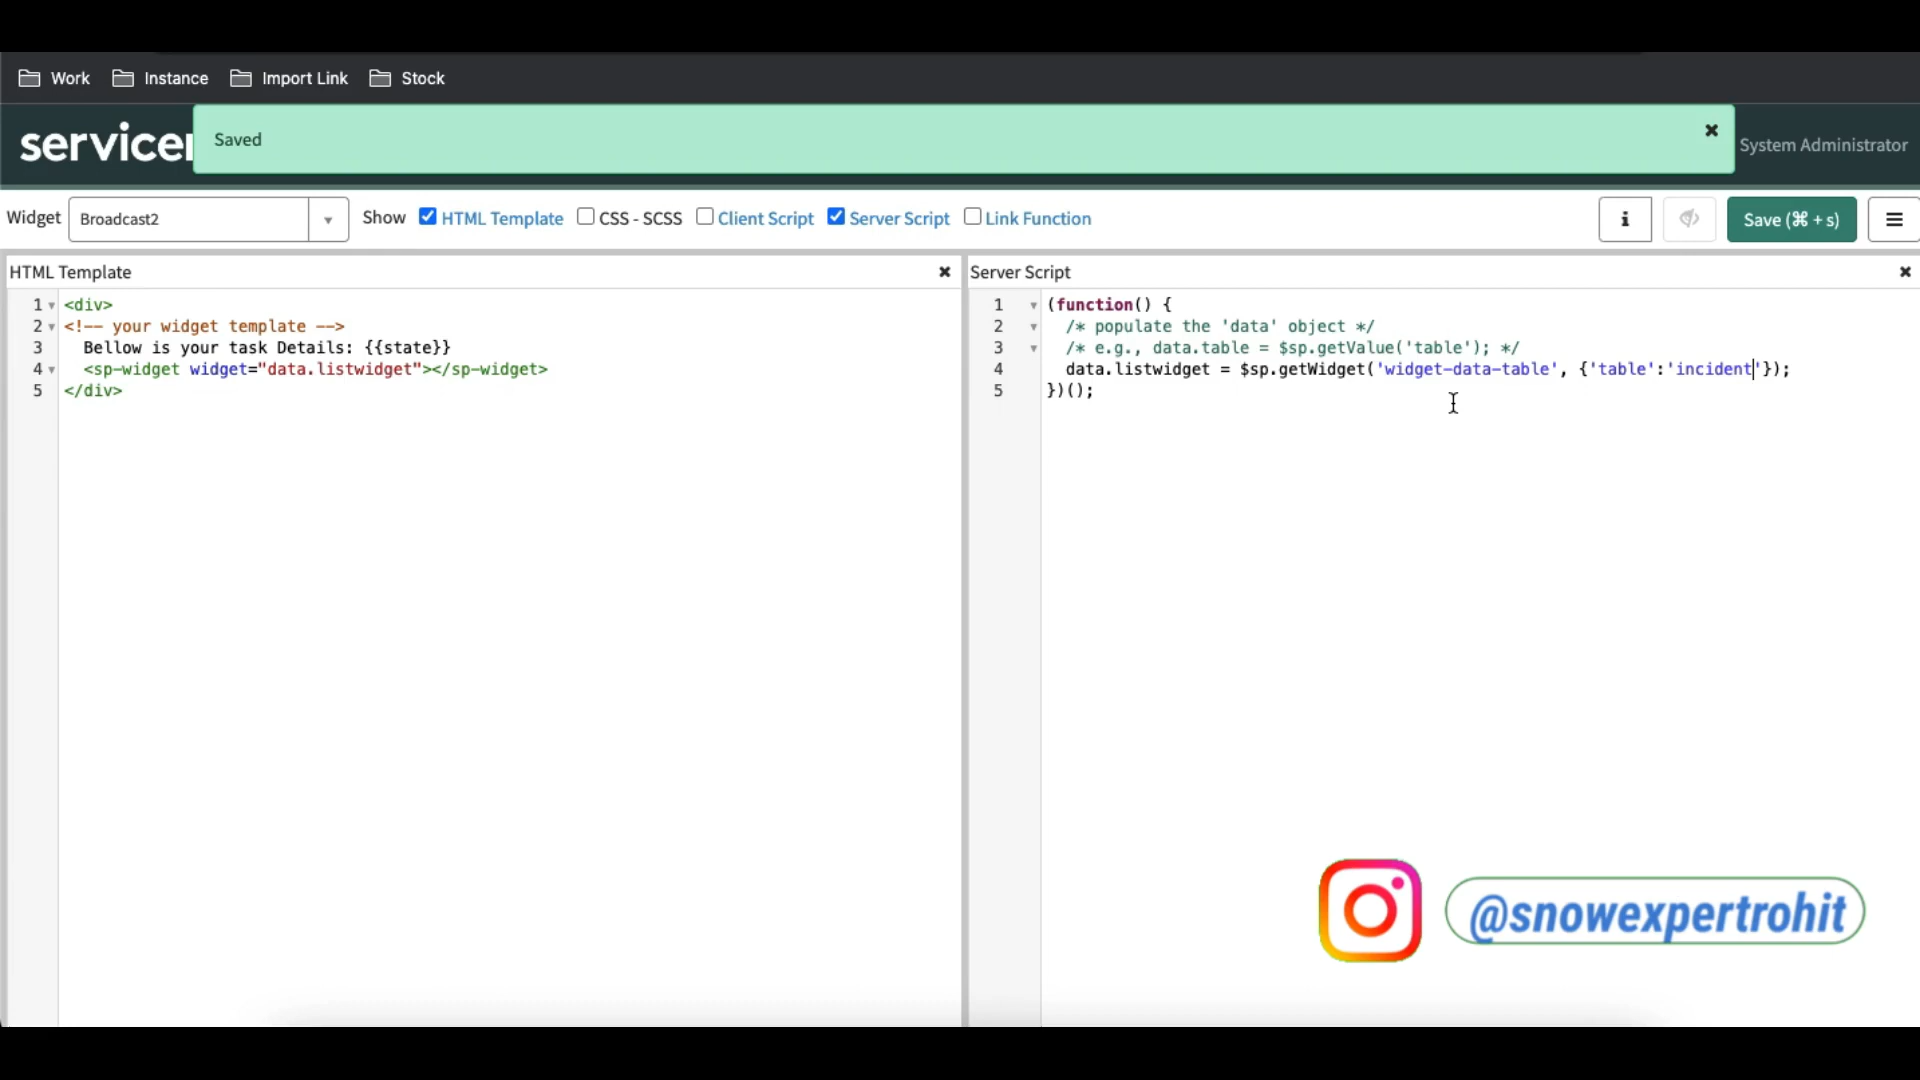 Work Instance Import Link Stock
servicen
Saved
System Administrator
Widget Broadcast2 Show HTML Template CSS - SCSS Client Script Server Script Link Function Save (⌘ + s)
HTML Template
1 <div>
2 <!-- your widget template -->
3 Bellow is your task Details: {{state}}
4 <sp-widget widget="data.listwidget"></sp-widget>
5 </div>
Server Script
1 (function() {
2 /* populate the 'data' object */
3 /* e.g., data.table = $sp.getValue('table'); */
4 data.listwidget = $sp.getWidget('widget-data-table', {'table':'incident'});
5 })();
@snowexpertrohit